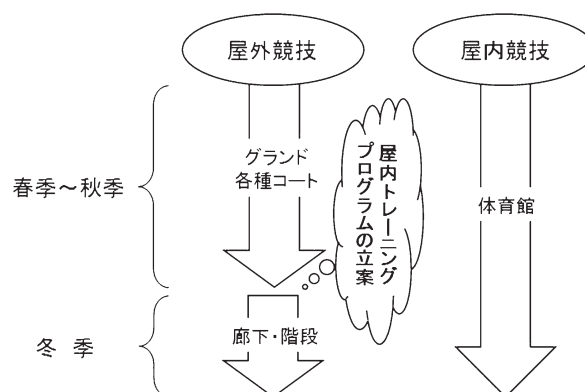 屋外競技
屋内競技
グランド
各種コート
屋内トレーニング
プログラムの立案
春季~秋季
体育館
冬 季
廊下・階段